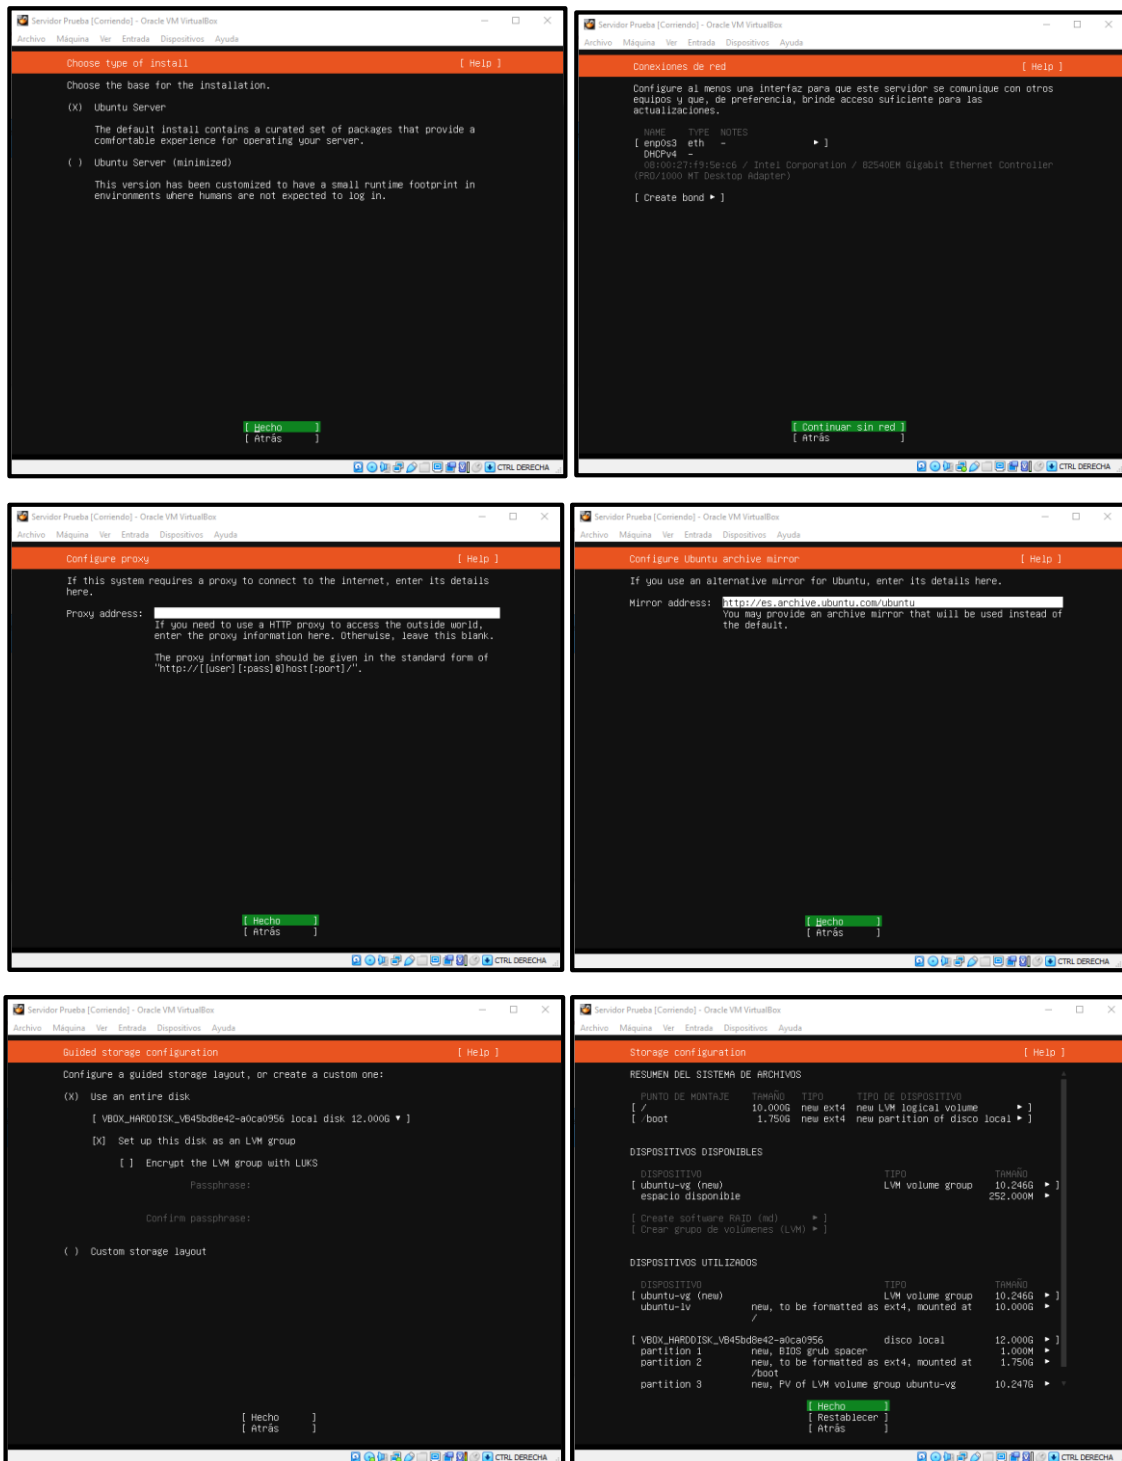 Servidor Prueba [Corriendo] - Oracle VM VirtualBox
Archivo Máquina Ver Entrada Dispositivos Ayuda
Choose type of install [ Help ]
Choose the base for the installation.
(X) Ubuntu Server
The default install contains a curated set of packages that provide a
comfortable experience for operating your server.
( ) Ubuntu Server (minimized)
This version has been customized to have a small runtime footprint in
environments where humans are not expected to log in.
[ Hecho ]
[ Atrás ]
CTRL DERECHA
Servidor Prueba [Corriendo] - Oracle VM VirtualBox
Archivo Máquina Ver Entrada Dispositivos Ayuda
Conexiones de red [ Help ]
Configure al menos una interfaz para que este servidor se comunique con otros
equipos y que, de preferencia, brinde acceso suficiente para las
actualizaciones.
NAME TYPE NOTES
[ enp0s3 eth - ▸ ]
DHCPv4 -
08:00:27:f9:5e:c6 / Intel Corporation / 82540EM Gigabit Ethernet Controller
(PRO/1000 MT Desktop Adapter)
[ Create bond ▸ ]
[ Continuar sin red ]
[ Atrás ]
CTRL DERECHA
Servidor Prueba [Corriendo] - Oracle VM VirtualBox
Archivo Máquina Ver Entrada Dispositivos Ayuda
Configure proxy [ Help ]
If this system requires a proxy to connect to the internet, enter its details
here.
Proxy address:
If you need to use a HTTP proxy to access the outside world,
enter the proxy information here. Otherwise, leave this blank.
The proxy information should be given in the standard form of
"http://[[user][:pass]@]host[:port]/".
[ Hecho ]
[ Atrás ]
CTRL DERECHA
Servidor Prueba [Corriendo] - Oracle VM VirtualBox
Archivo Máquina Ver Entrada Dispositivos Ayuda
Configure Ubuntu archive mirror [ Help ]
If you use an alternative mirror for Ubuntu, enter its details here.
Mirror address: http://es.archive.ubuntu.com/ubuntu
You may provide an archive mirror that will be used instead of
the default.
[ Hecho ]
[ Atrás ]
CTRL DERECHA
Servidor Prueba [Corriendo] - Oracle VM VirtualBox
Archivo Máquina Ver Entrada Dispositivos Ayuda
Guided storage configuration [ Help ]
Configure a guided storage layout, or create a custom one:
(X) Use an entire disk
[ VBOX_HARDDISK_VB45bd8e42-a0ca0956 local disk 12.000G ▾ ]
[X] Set up this disk as an LVM group
[ ] Encrypt the LVM group with LUKS
Passphrase:
Confirm passphrase:
( ) Custom storage layout
[ Hecho ]
[ Atrás ]
CTRL DERECHA
Servidor Prueba [Corriendo] - Oracle VM VirtualBox
Archivo Máquina Ver Entrada Dispositivos Ayuda
Storage configuration [ Help ]
RESUMEN DEL SISTEMA DE ARCHIVOS
PUNTO DE MONTAJE TAMAÑO TIPO TIPO DE DISPOSITIVO
[ / 10.000G new ext4 new LVM logical volume ▸ ]
[ /boot 1.750G new ext4 new partition of disco local ▸ ]
DISPOSITIVOS DISPONIBLES
DISPOSITIVO TIPO TAMAÑO
[ ubuntu-vg (new) LVM volume group 10.246G ▸ ]
espacio disponible 252.000M ▸
[ Create software RAID (md) ▸ ]
[ Crear grupo de volúmenes (LVM) ▸ ]
DISPOSITIVOS UTILIZADOS
DISPOSITIVO TIPO TAMAÑO
[ ubuntu-vg (new) LVM volume group 10.246G ▸ ]
ubuntu-lv new, to be formatted as ext4, mounted at 10.000G ▸
/
[ VBOX_HARDDISK_VB45bd8e42-a0ca0956 disco local 12.000G ▸ ]
partition 1 new, BIOS grub spacer 1.000M ▸
partition 2 new, to be formatted as ext4, mounted at 1.750G ▸
/boot
partition 3 new, PV of LVM volume group ubuntu-vg 10.247G ▸
[ Hecho ]
[ Restablecer ]
[ Atrás ]
CTRL DERECHA